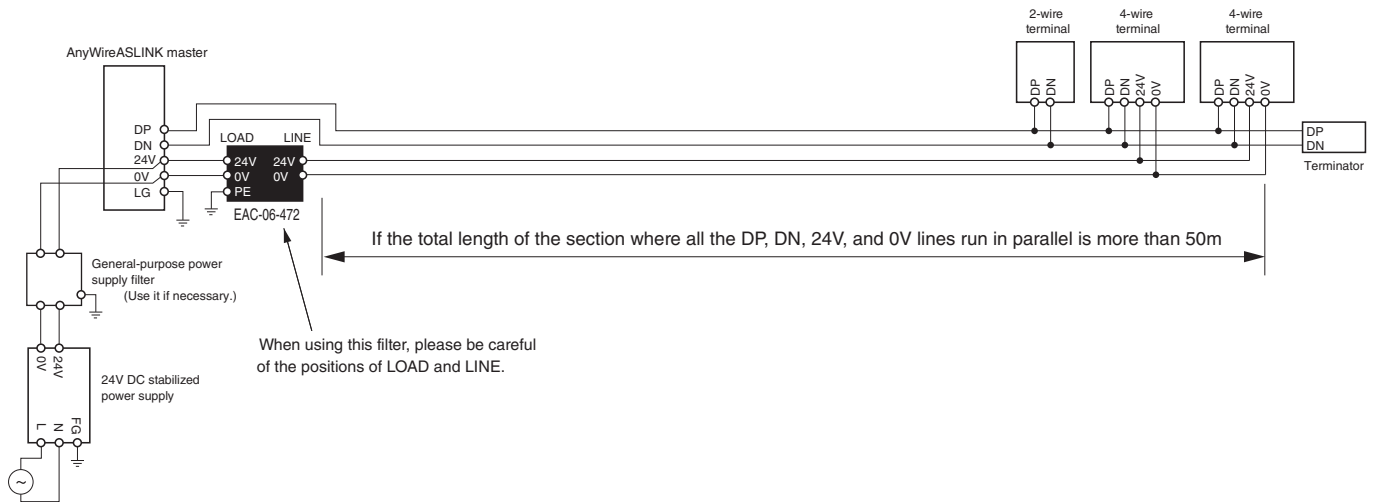 2-wire
terminal
4-wire
terminal
4-wire
terminal
AnyWireASLINK master
DP
DN
DP
DN
24V
0V
DP
DN
24V
0V
DP
DN
24V
0V
LG
LOAD LINE
24V 24V
0V 0V
PE
EAC-06-472
DP
DN
Terminator
If the total length of the section where all the DP, DN, 24V, and 0V lines run in parallel is more than 50m
General-purpose power
supply filter
(Use it if necessary.)
When using this filter, please be careful
of the positions of LOAD and LINE.
0V
24V
24V DC stabilized
power supply
L
N
FG
~